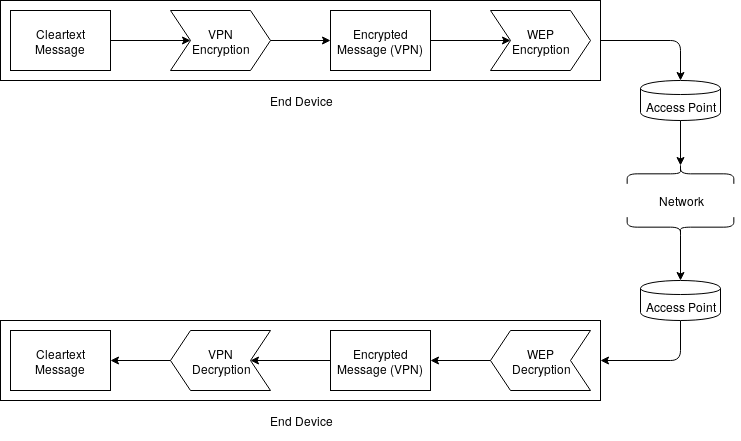 Cleartext
Message
VPN
Encryption
Encrypted
Message (VPN)
WEP
Encryption
End Device
Access Point
Network
Access Point
Cleartext
Message
VPN
Decryption
Encrypted
Message (VPN)
WEP
Decryption
End Device